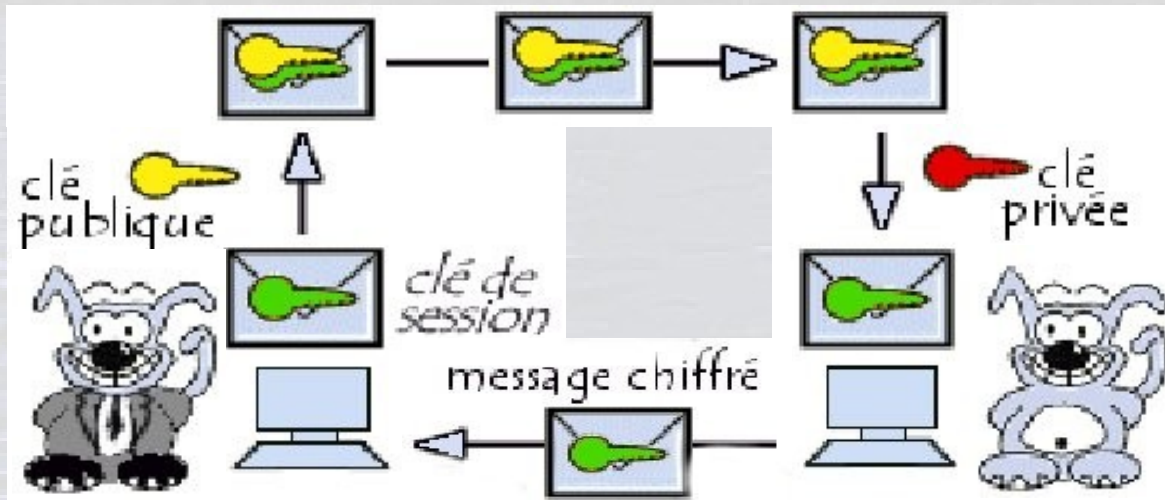 clé
publique
clé
privée
clé de
session
message chiffré